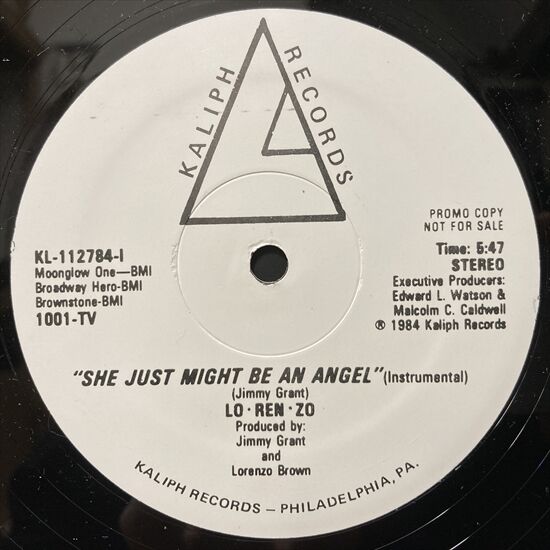 KALIPH RECORDS
PROMO COPY
NOT FOR SALE
KL-112784-I
Moonglow One—BMI
Broadway Hero-BMI
Brownstone-BMI
1001-TV
Time: 5:47
STEREO
Executive Producers:
Edward L. Watson &
Malcolm C. Caldwell
℗ 1984 Kaliph Records
"SHE JUST MIGHT BE AN ANGEL" (Instrumental)
(Jimmy Grant)
LO • REN • ZO
Produced by:
Jimmy Grant
and
Lorenzo Brown
KALIPH RECORDS – PHILADELPHIA, PA.